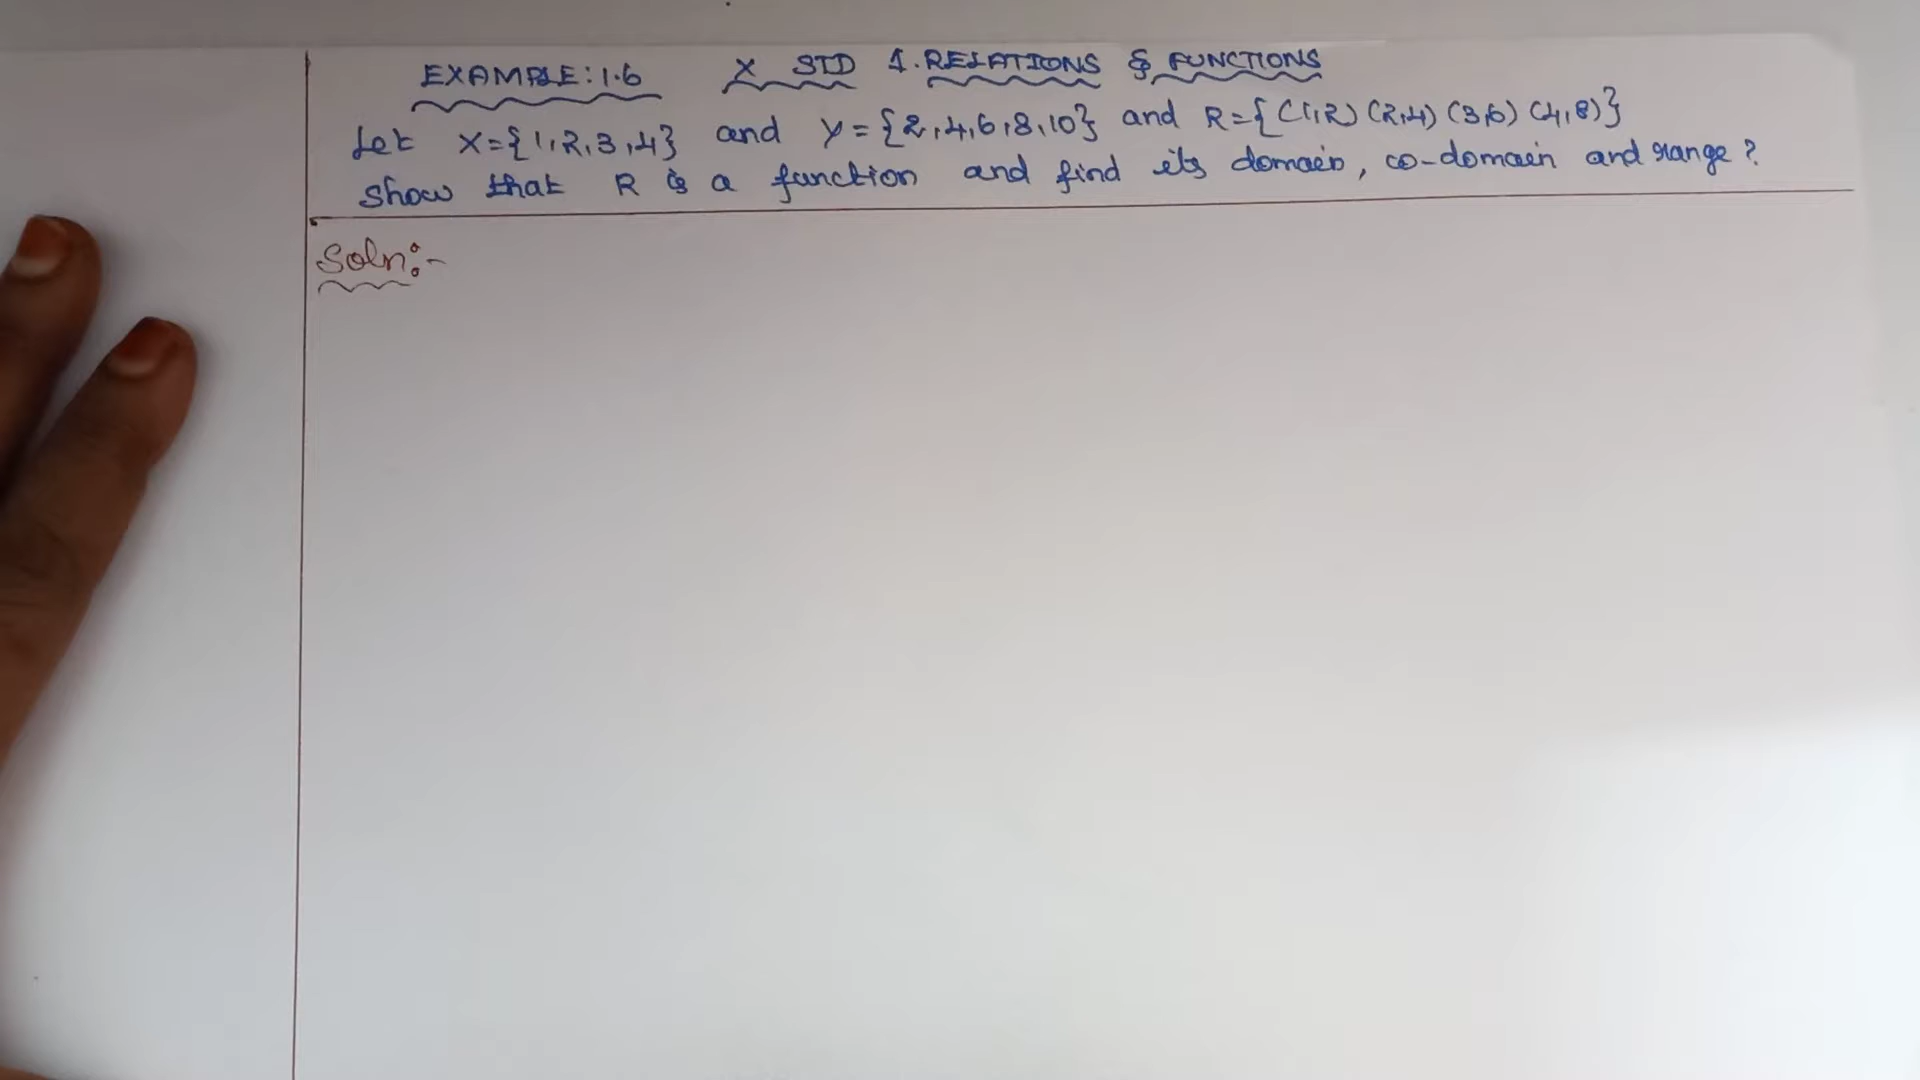 EXAMPLE: 1.6 X STD 1. RELATIONS & FUNCTIONS
Let X={1,2,3,4} and Y={2,4,6,8,10} and R={(1,2) (2,4) (3,6) (4,8)}
Show that R is a function and find its domain, co-domain and range?
Soln:-